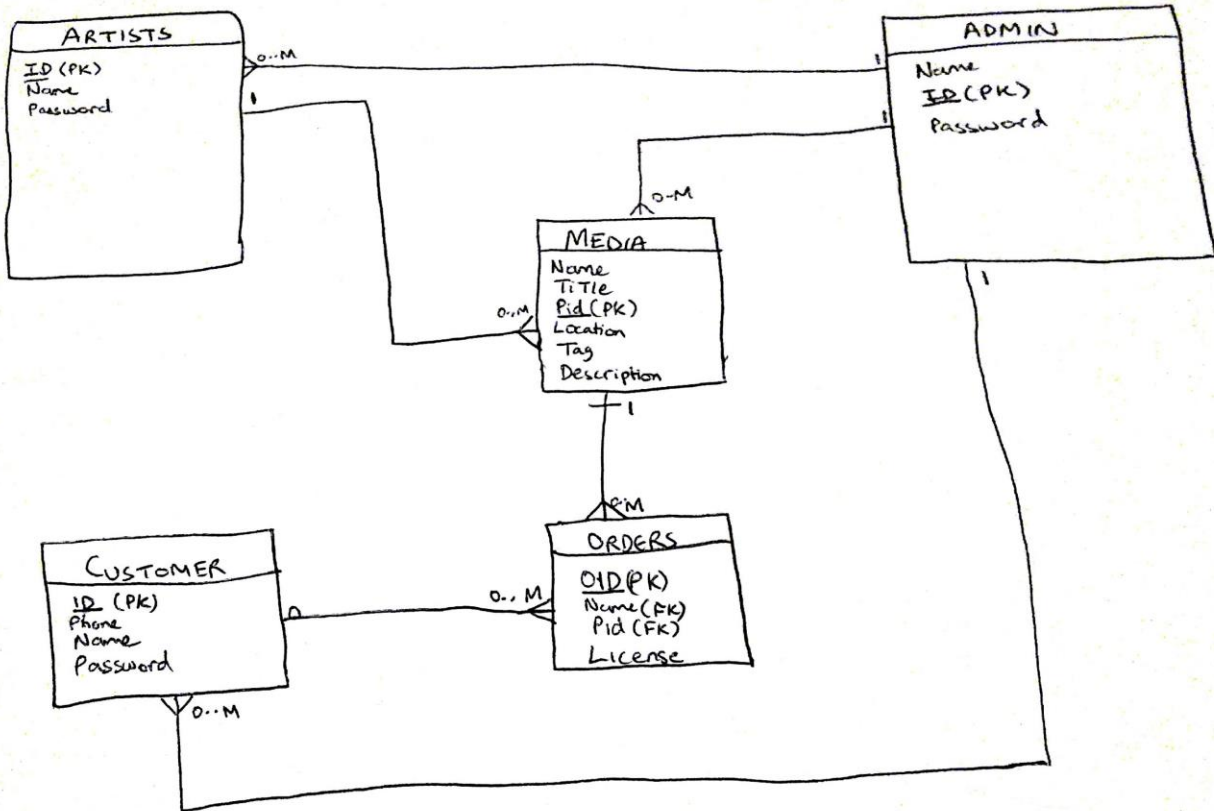 ARTISTS
ID (PK)
Name
Password
0..M
1
ADMIN
Name
ID (PK)
Password
1
1
1
0-M
MEDIA
Name
TiTle
Pid (PK)
Location
Tag
Description
0..M
1
ORDERS
OID (PK)
Name (FK)
Pid (FK)
License
0.. M
CUSTOMER
ID (PK)
Phone
Name
Password
0..M